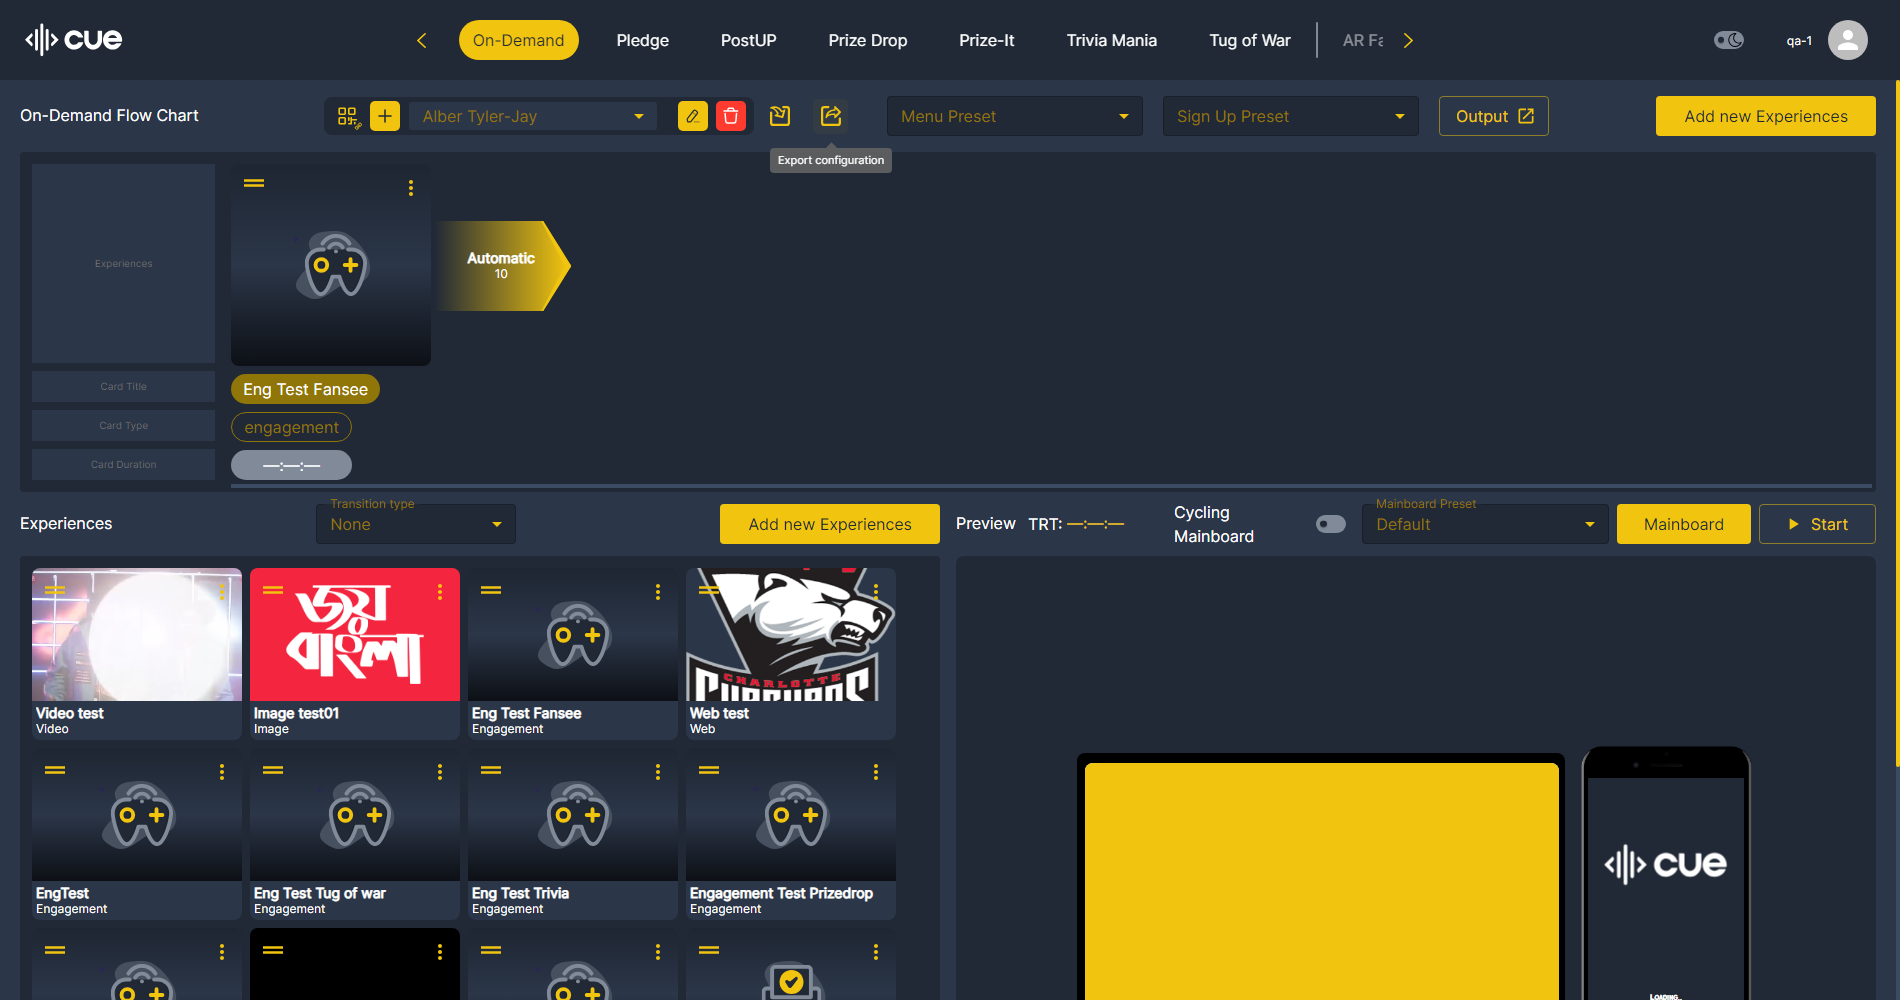 cue
On-Demand
Pledge
PostUP
Prize Drop
Prize-It
Trivia Mania
Tug of War
AR Fa
qa-1
On-Demand Flow Chart
Alber Tyler-Jay
Menu Preset
Sign Up Preset
Output
Add new Experiences
Export configuration
Experiences
Automatic
10
Card Title
Eng Test Fansee
Card Type
engagement
Card Duration
—:—:—
Experiences
Transition type
None
Add new Experiences
Preview
TRT: —:—:—
Cycling
Mainboard
Mainboard Preset
Default
Mainboard
Start
জয়
বাংলা
CHARLOTTE
Video test
Video
Image test01
Image
Eng Test Fansee
Engagement
Web test
Web
EngTest
Engagement
Eng Test Tug of war
Engagement
Eng Test Trivia
Engagement
Engagement Test Prizedrop
Engagement
cue
LOADING...